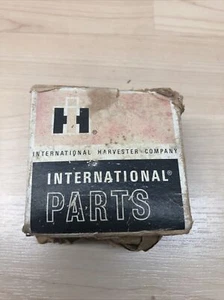 INTERNATIONAL HARVESTER COMPANY
INTERNATIONAL®
PARTS